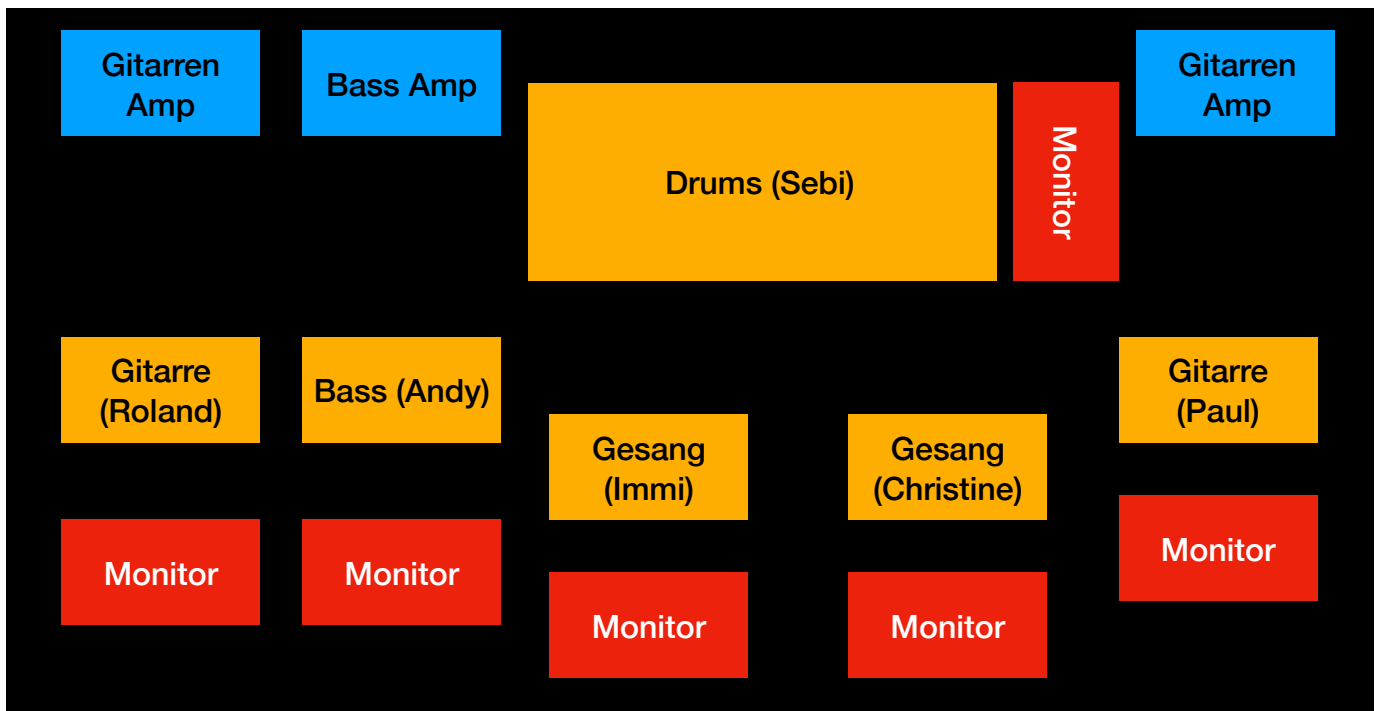 Gitarren
Amp
Bass Amp
Gitarren
Amp
Drums (Sebi)
Monitor
Gitarre
(Roland)
Bass (Andy)
Gitarre
(Paul)
Gesang
(Immi)
Gesang
(Christine)
Monitor
Monitor
Monitor
Monitor
Monitor